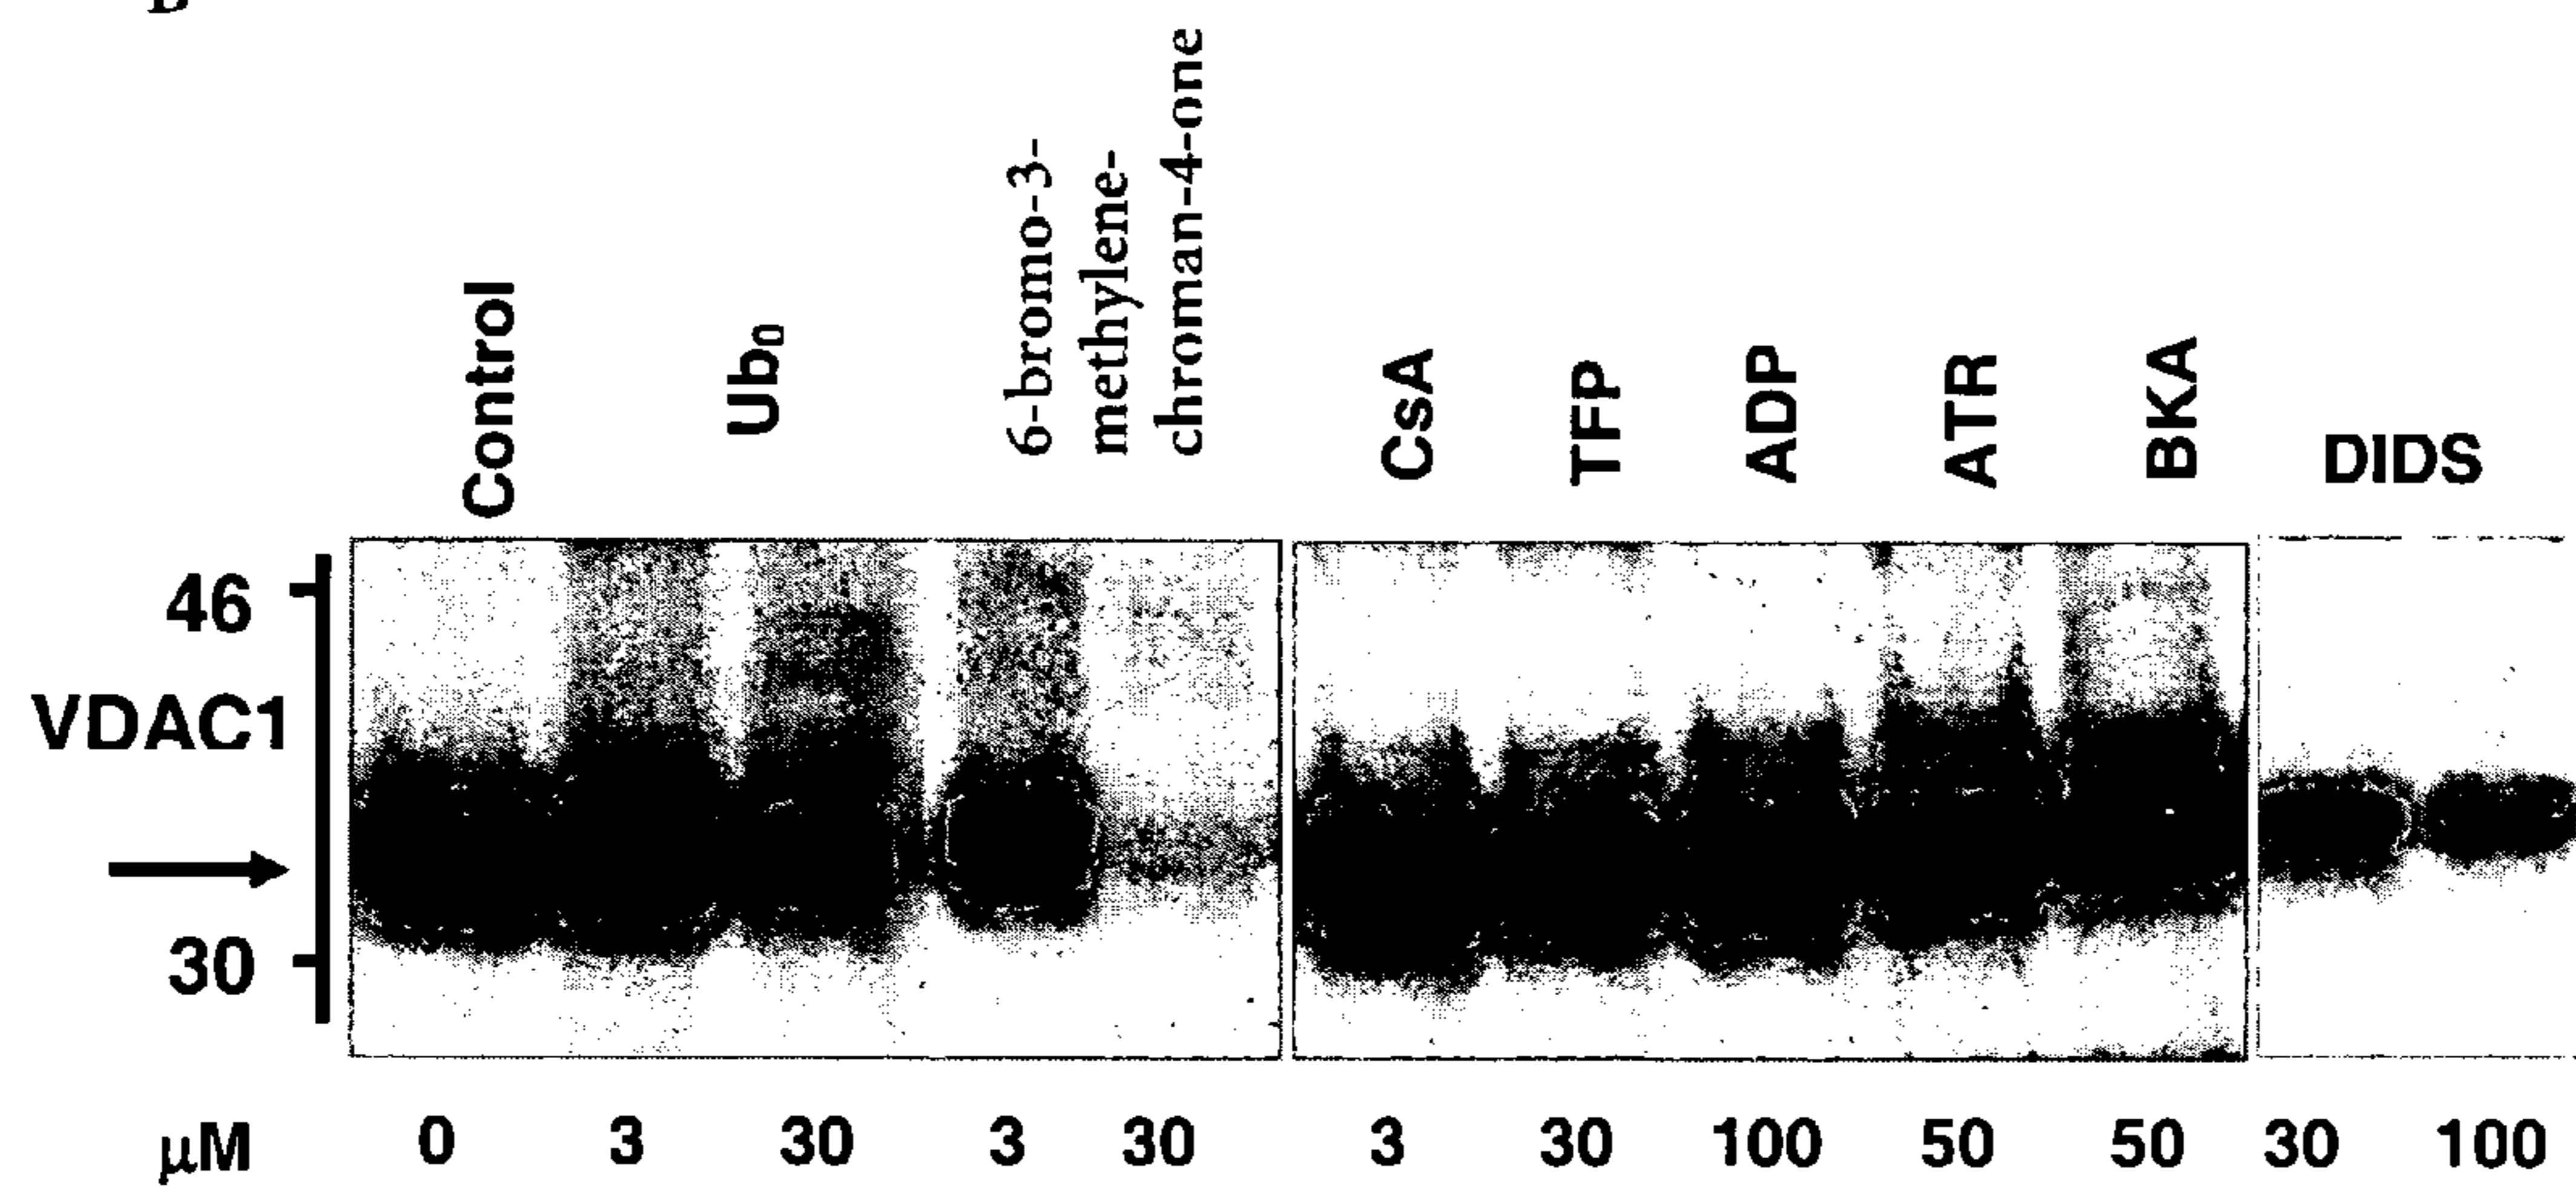 Control
Ub0
6-bromo-3-
methylene-
chroman-4-one
CsA
TFP
ADP
ATR
BKA
DIDS
46
VDAC1
30
μM 0 3 30 3 30 3 30 100 50 50 30 100